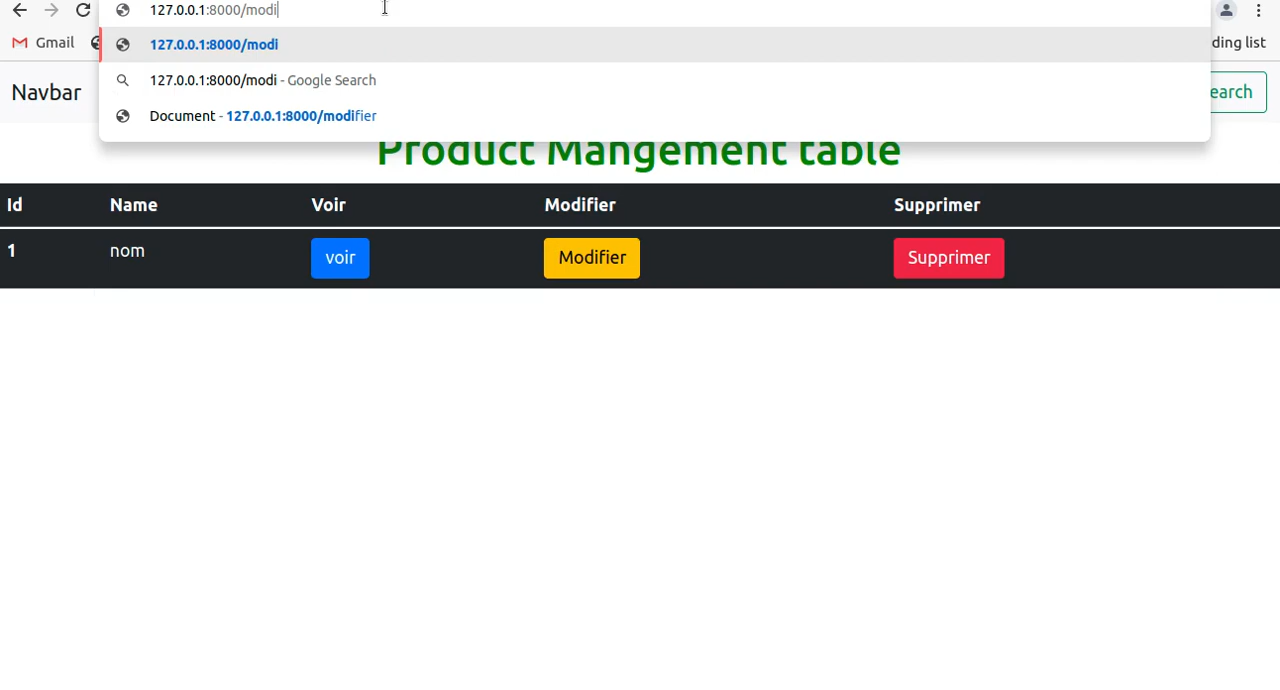 127.0.0.1:8000/modi
Gmail
127.0.0.1:8000/modi
ding list
127.0.0.1:8000/modi - Google Search
Navbar
earch
Document - 127.0.0.1:8000/modifier
Product Mangement table
Id Name Voir Modifier Supprimer
1 nom voir Modifier Supprimer